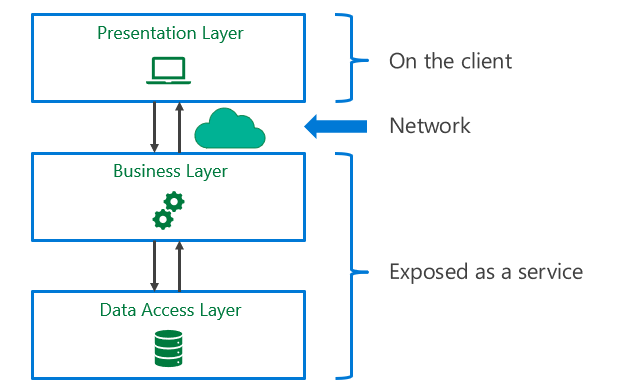 Presentation Layer
On the client
Network
Business Layer
Exposed as a service
Data Access Layer